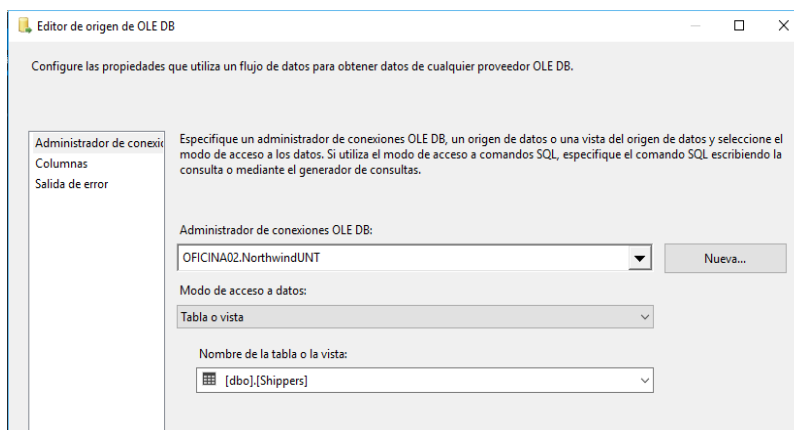 Editor de origen de OLE DB
Configure las propiedades que utiliza un flujo de datos para obtener datos de cualquier proveedor OLE DB.
Administrador de conexio
Columnas
Salida de error
Especifique un administrador de conexiones OLE DB, un origen de datos o una vista del origen de datos y seleccione el
modo de acceso a los datos. Si utiliza el modo de acceso a comandos SQL, especifique el comando SQL escribiendo la
consulta o mediante el generador de consultas.
Administrador de conexiones OLE DB:
OFICINA02.NorthwindUNT
Nueva...
Modo de acceso a datos:
Tabla o vista
Nombre de la tabla o la vista:
[dbo].[Shippers]